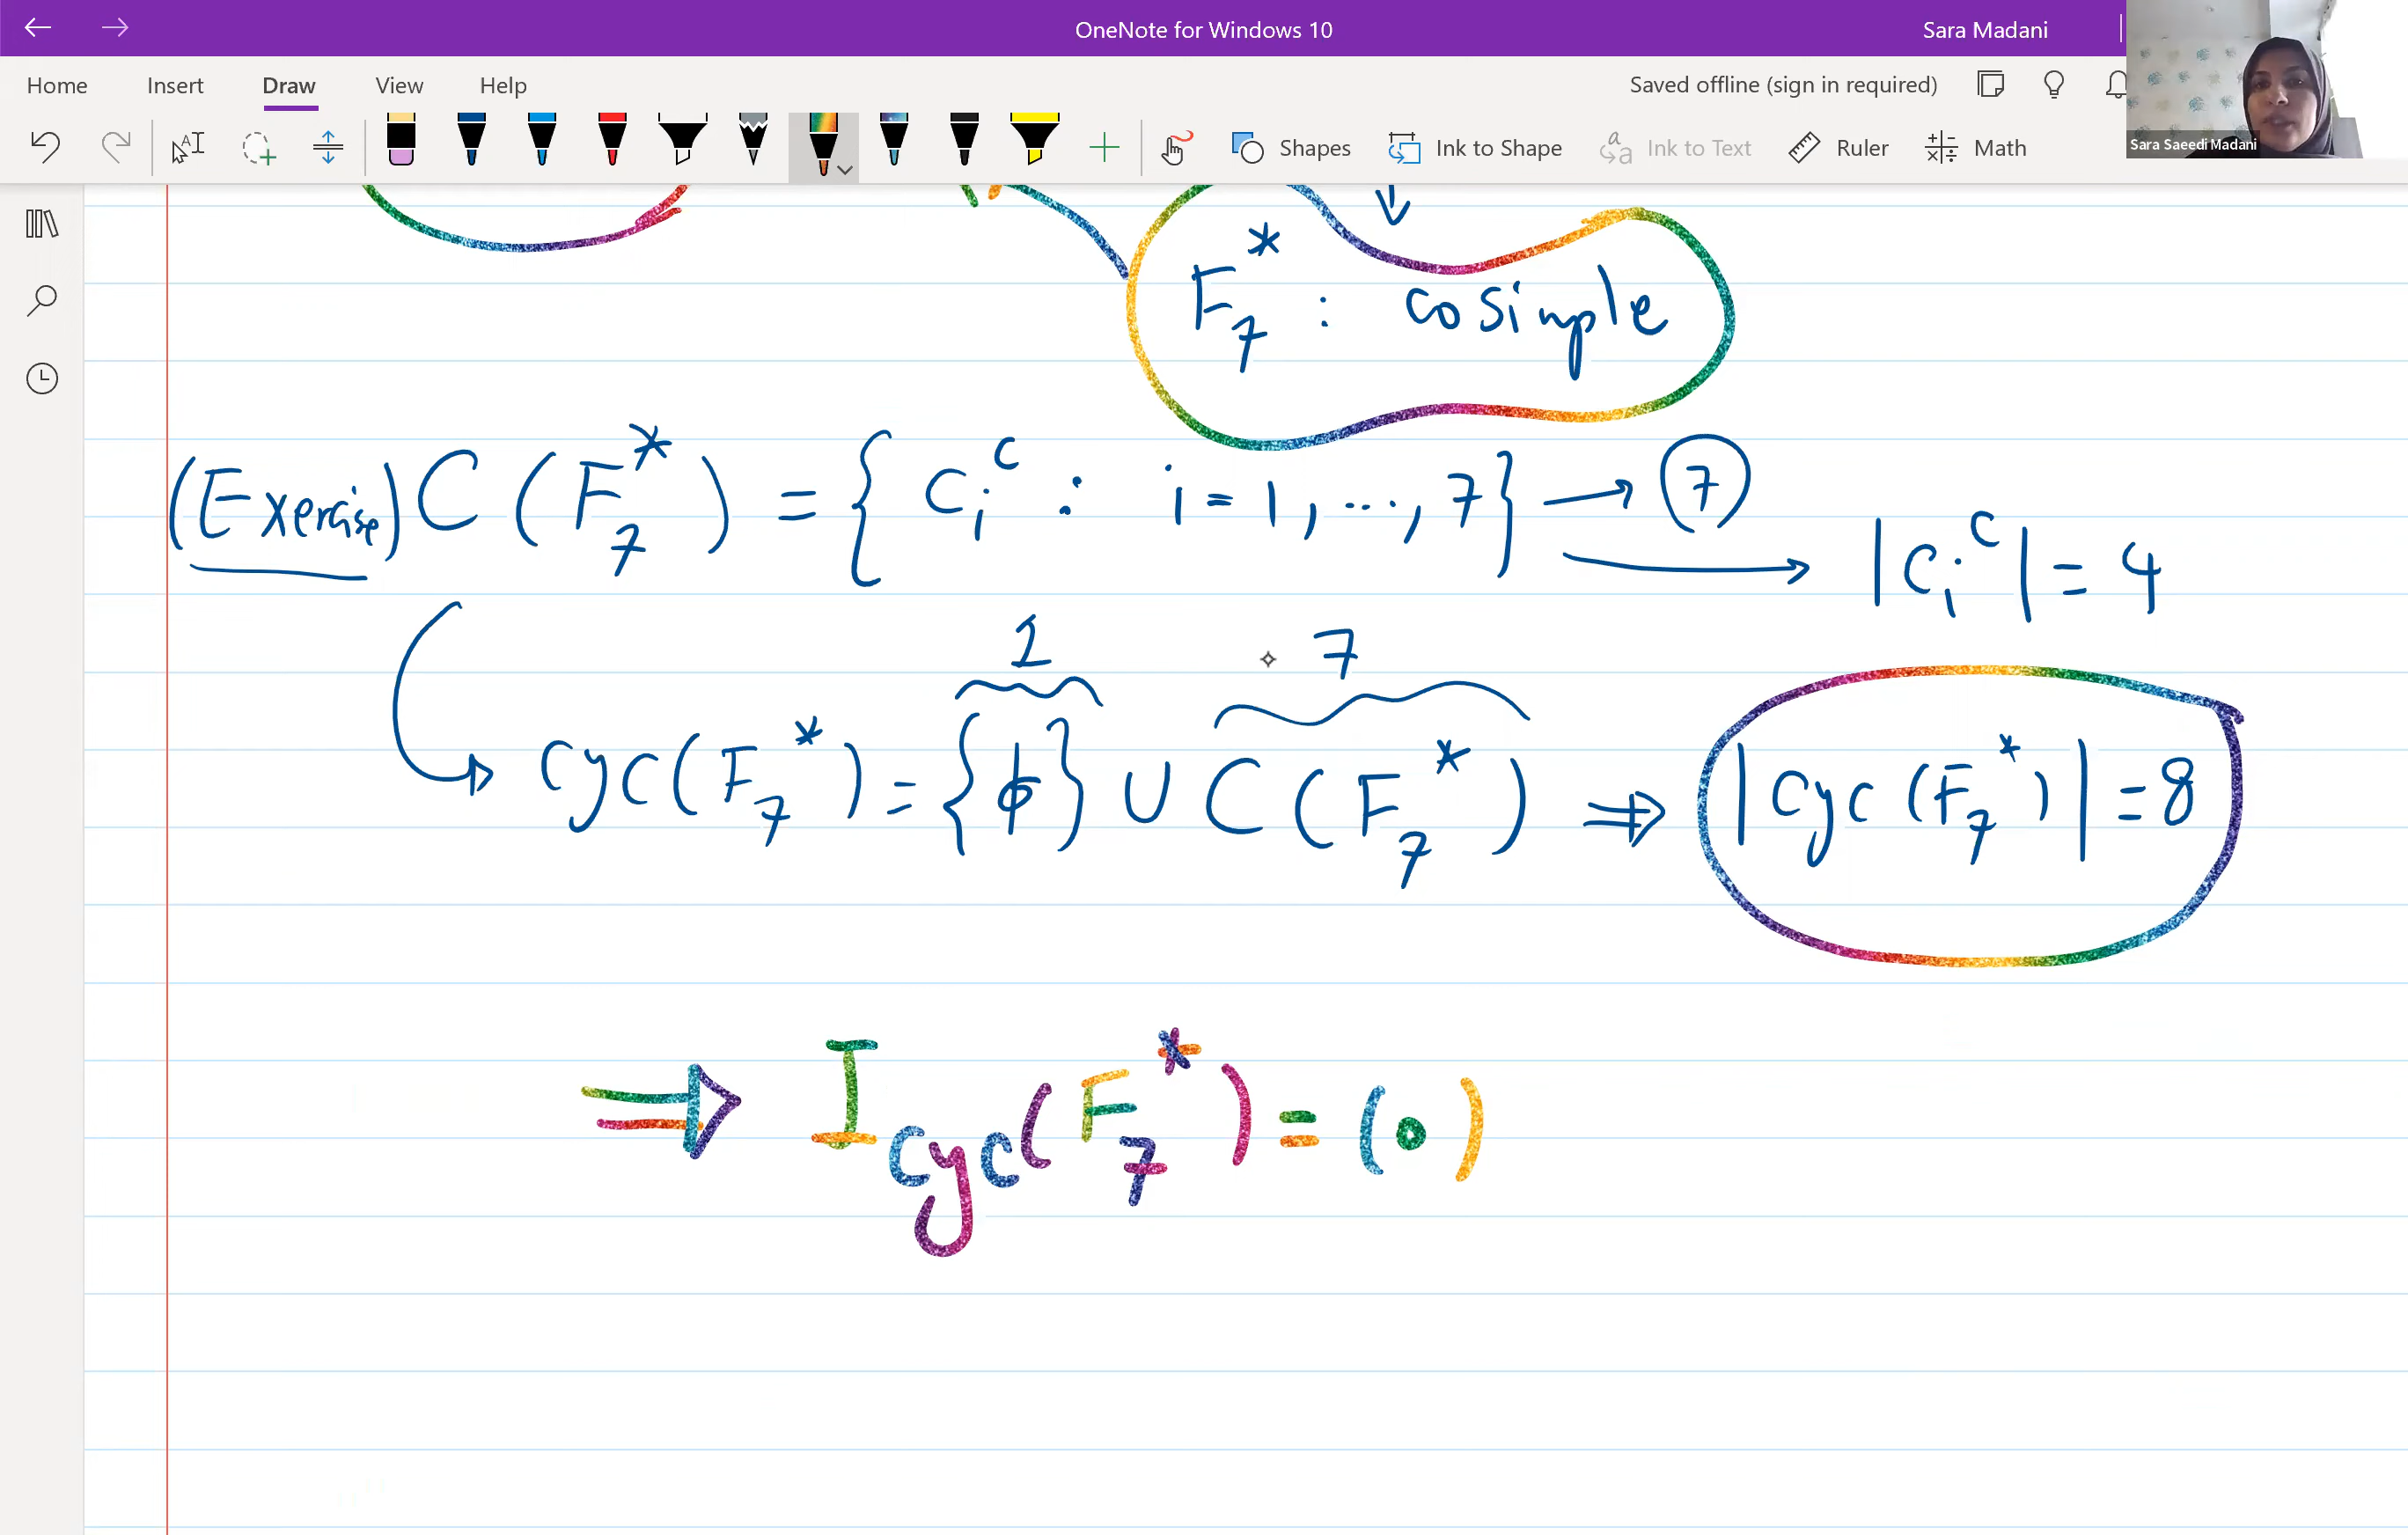 OneNote for Windows 10
Sara Madani
Home Insert Draw View Help
Saved offline (sign in required)
Shapes Ink to Shape Ink to Text Ruler Math
Sara Saeedi Madani
F₇* : cosimple
(Exercise) C(F₇*) = { Cᵢᶜ : i = 1, ..., 7 } → 7
→ |Cᵢᶜ| = 4
1 7
cyc(F₇*) = {ϕ} ∪ C(F₇*) ⇒ |cyc(F₇*)| = 8
⇒ I_cyc(F₇*) = (0)